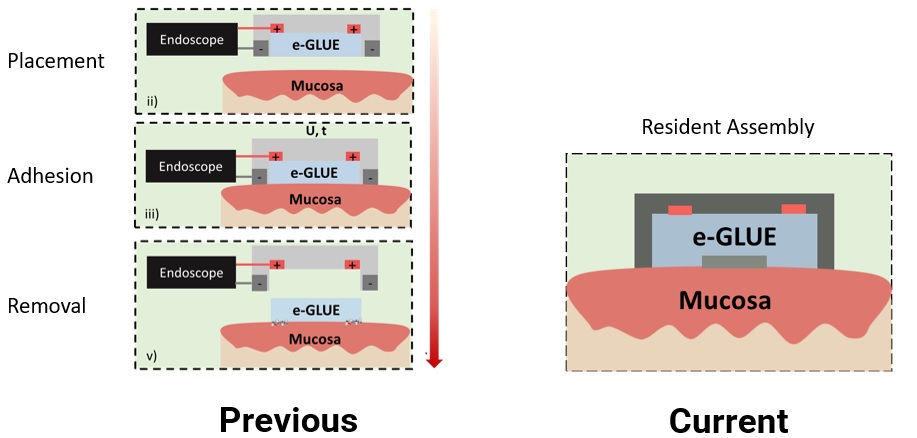 Placement
Endoscope
+
+
-
-
e-GLUE
Mucosa
ii)
Adhesion
U, t
Endoscope
+
+
-
-
e-GLUE
Mucosa
iii)
Removal
Endoscope
+
+
-
-
e-GLUE
Mucosa
v)
Previous
Resident Assembly
e-GLUE
Mucosa
Current